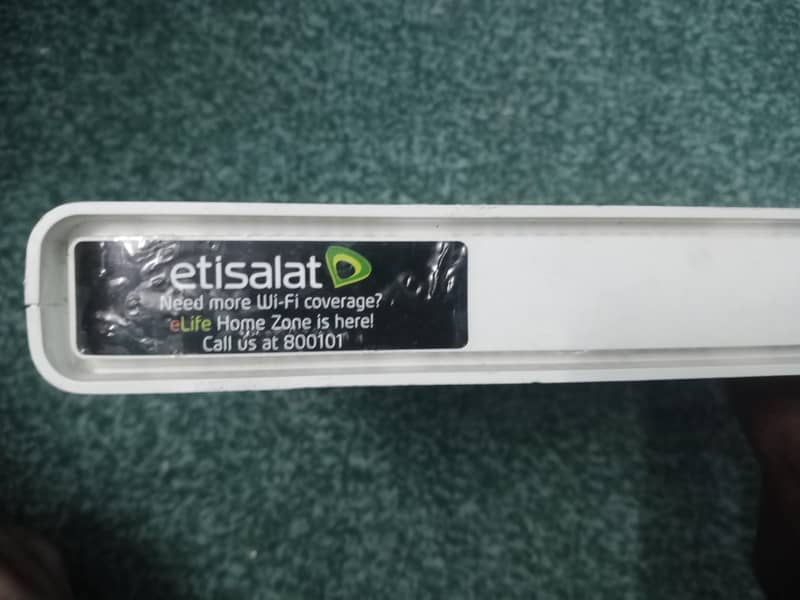 etisalat
Need more Wi-Fi coverage?
eLife Home Zone is here!
Call us at 800101